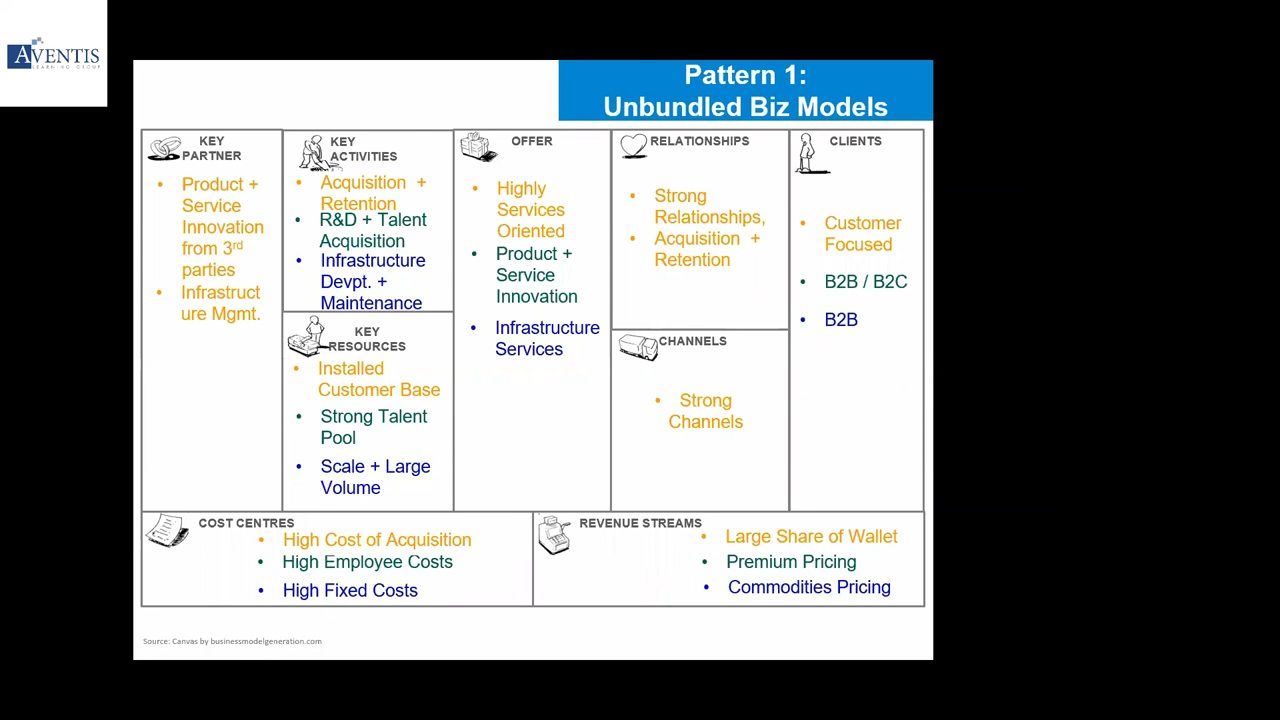 AVENTIS
LEARNING GROUP
Pattern 1:
Unbundled Biz Models
KEY
PARTNER
• Product +
Service
Innovation
from 3rd
parties
• Infrastruct
ure Mgmt.
KEY
ACTIVITIES
• Acquisition +
Retention
• R&D + Talent
Acquisition
• Infrastructure
Devpt. +
Maintenance
KEY
RESOURCES
• Installed
Customer Base
• Strong Talent
Pool
• Scale + Large
Volume
OFFER
• Highly
Services
Oriented
• Product +
Service
Innovation
• Infrastructure
Services
RELATIONSHIPS
• Strong
Relationships,
• Acquisition +
Retention
CHANNELS
• Strong
Channels
CLIENTS
• Customer
Focused
• B2B / B2C
• B2B
COST CENTRES
• High Cost of Acquisition
• High Employee Costs
• High Fixed Costs
REVENUE STREAMS
• Large Share of Wallet
• Premium Pricing
• Commodities Pricing
Source: Canvas by businessmodelgeneration.com